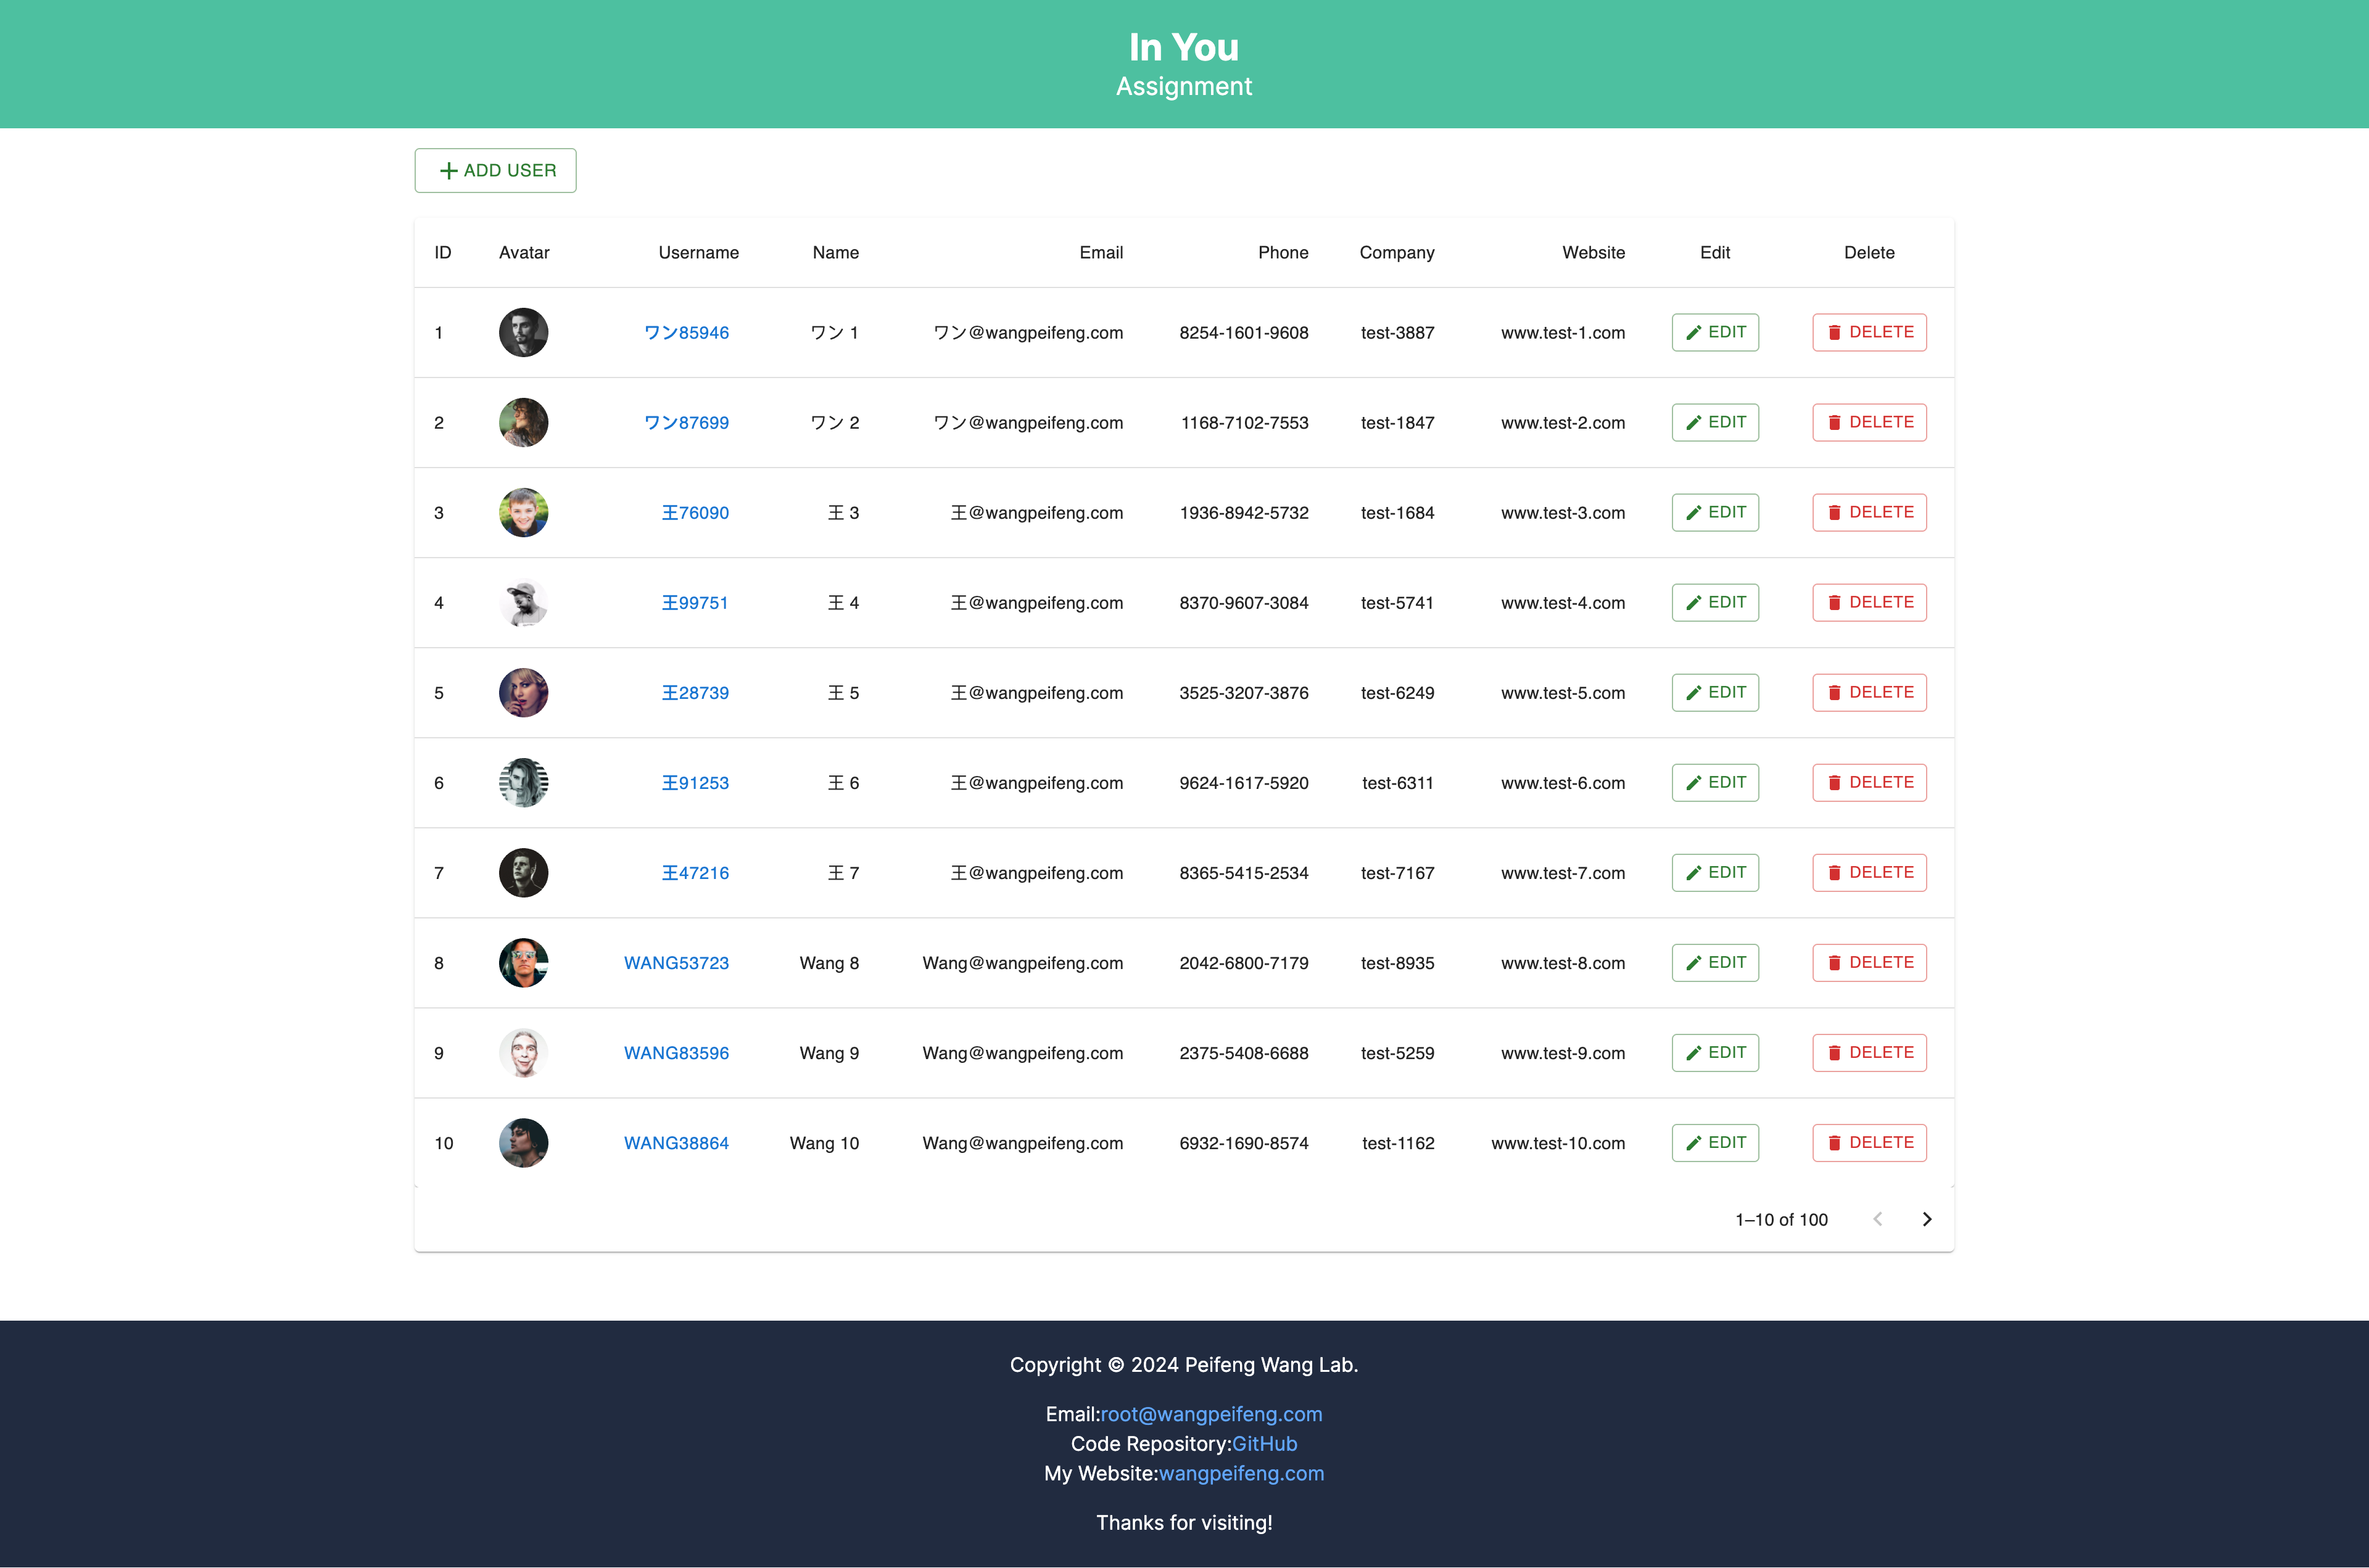 In You
Assignment
ADD USER
ID Avatar Username Name Email Phone Company Website Edit Delete
1 ワン85946 ワン 1 ワン@wangpeifeng.com 8254-1601-9608 test-3887 www.test-1.com EDIT DELETE
2 ワン87699 ワン 2 ワン@wangpeifeng.com 1168-7102-7553 test-1847 www.test-2.com EDIT DELETE
3 王76090 王 3 王@wangpeifeng.com 1936-8942-5732 test-1684 www.test-3.com EDIT DELETE
4 王99751 王 4 王@wangpeifeng.com 8370-9607-3084 test-5741 www.test-4.com EDIT DELETE
5 王28739 王 5 王@wangpeifeng.com 3525-3207-3876 test-6249 www.test-5.com EDIT DELETE
6 王91253 王 6 王@wangpeifeng.com 9624-1617-5920 test-6311 www.test-6.com EDIT DELETE
7 王47216 王 7 王@wangpeifeng.com 8365-5415-2534 test-7167 www.test-7.com EDIT DELETE
8 WANG53723 Wang 8 Wang@wangpeifeng.com 2042-6800-7179 test-8935 www.test-8.com EDIT DELETE
9 WANG83596 Wang 9 Wang@wangpeifeng.com 2375-5408-6688 test-5259 www.test-9.com EDIT DELETE
10 WANG38864 Wang 10 Wang@wangpeifeng.com 6932-1690-8574 test-1162 www.test-10.com EDIT DELETE
1–10 of 100
Copyright © 2024 Peifeng Wang Lab.
Email:root@wangpeifeng.com
Code Repository:GitHub
My Website:wangpeifeng.com
Thanks for visiting!